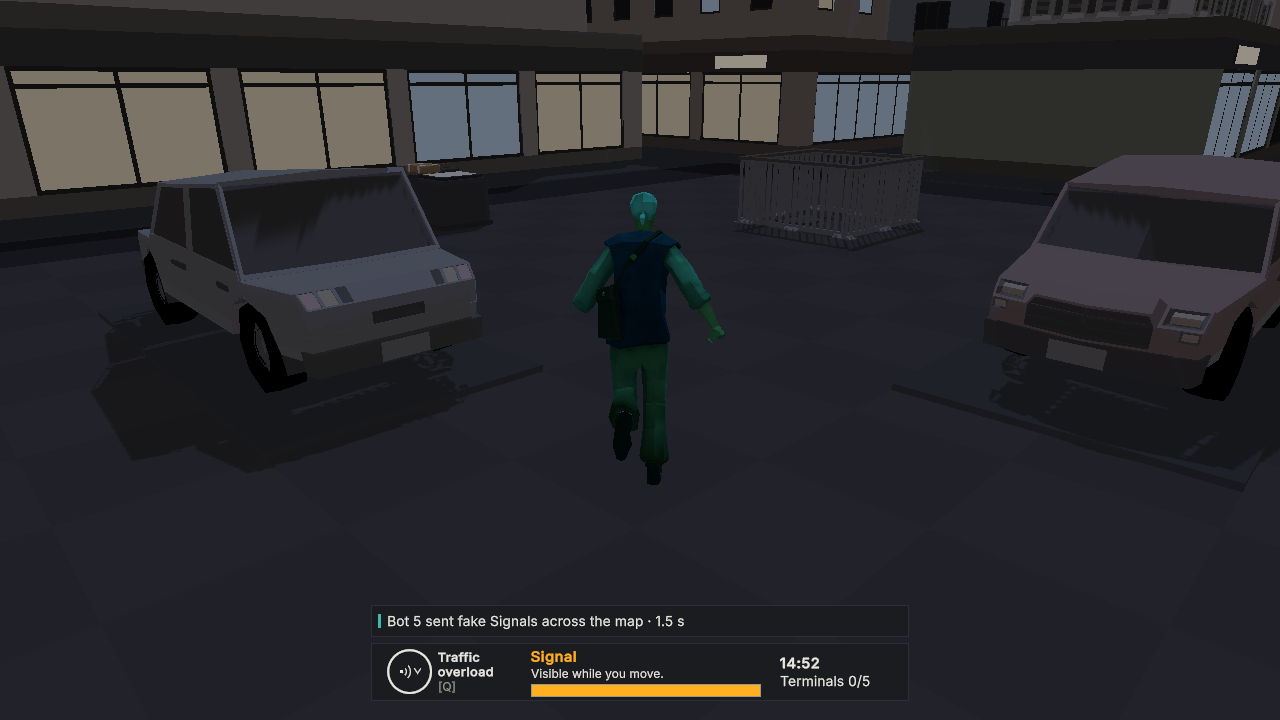 Bot 5 sent fake Signals across the map · 1.5 s
Traffic
overload
[Q]
Signal
Visible while you move.
14:52
Terminals 0/5